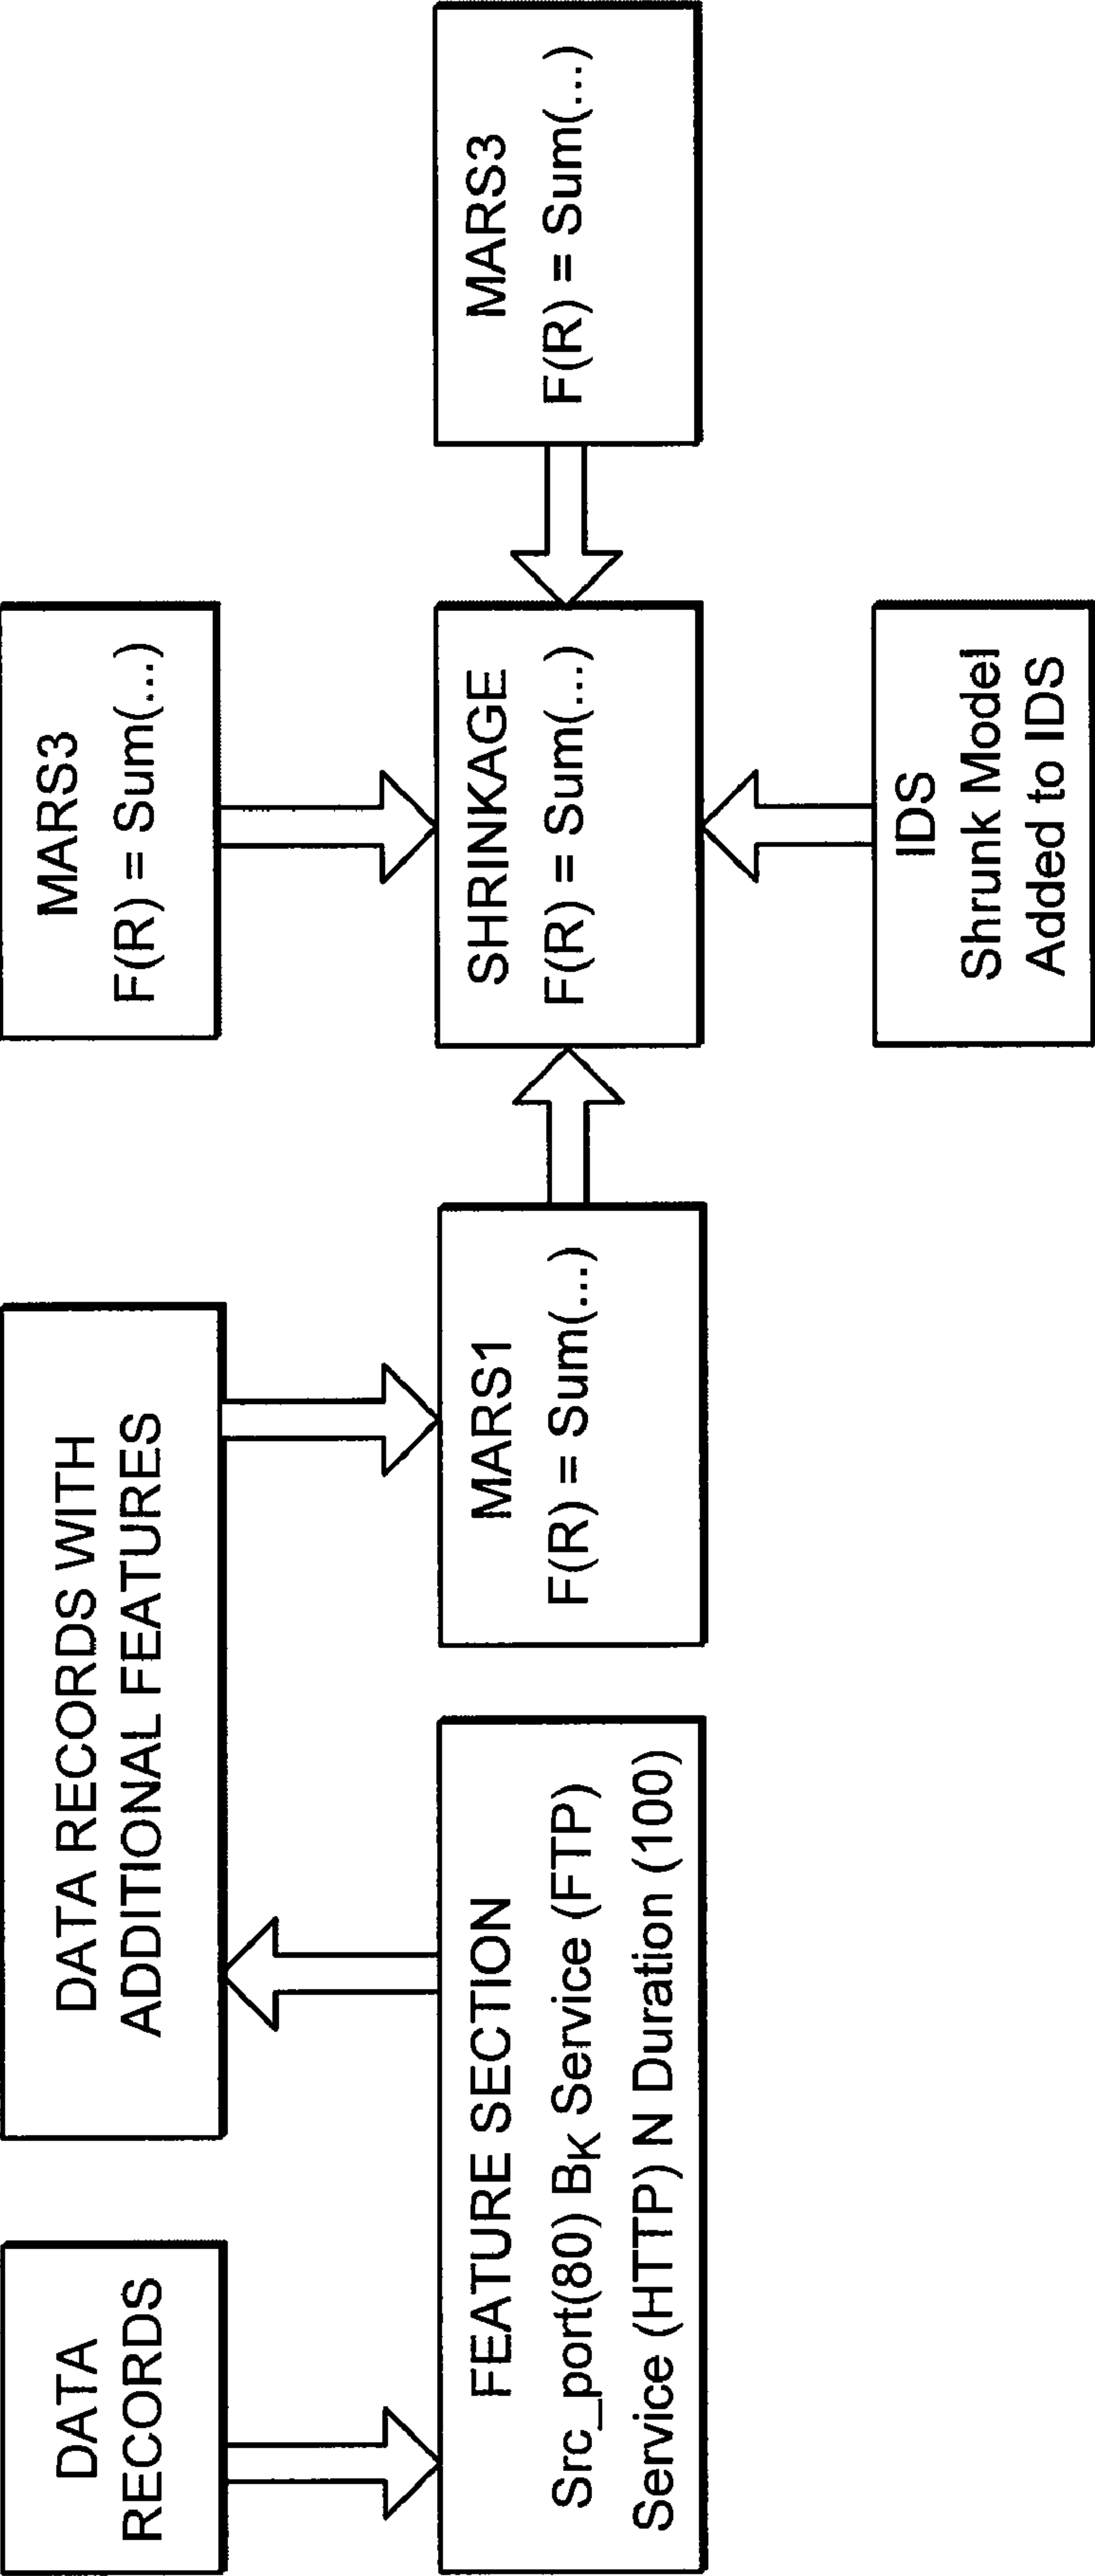 DATA
RECORDS
FEATURE SECTION
Src_port(80) BK Service (FTP)
Service (HTTP) N Duration (100)
DATA RECORDS WITH
ADDITIONAL FEATURES
MARS1
F(R) = Sum(...)
MARS3
F(R) = Sum(...)
SHRINKAGE
F(R) = Sum(...)
MARS3
F(R) = Sum(...)
IDS
Shrunk Model
Added to IDS